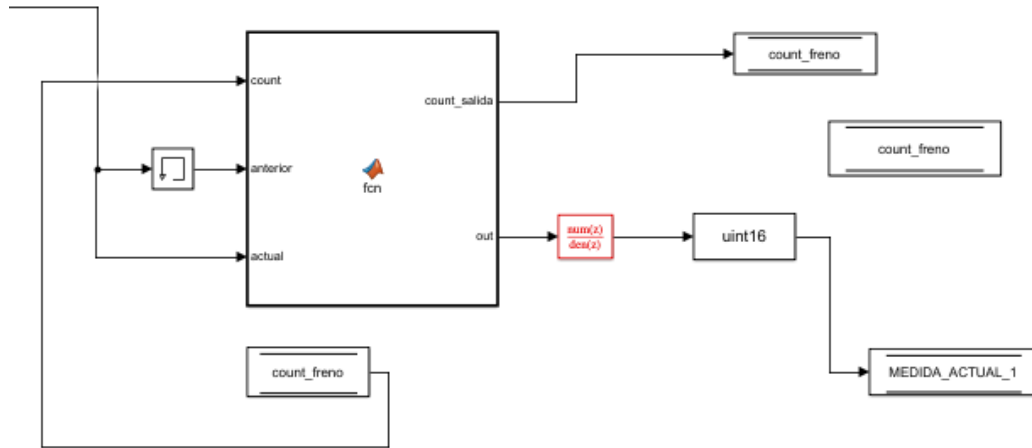 count_freno
count
count_salida
count_freno
anterior
fcn
out
num(z)
den(z)
uint16
actual
count_freno
MEDIDA_ACTUAL_1